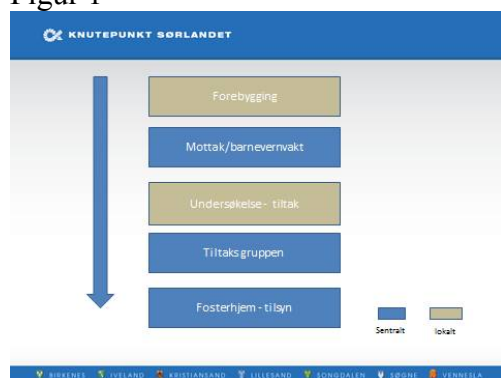 Figur 1
KNUTEPUNKT SØRLANDET
Forebygging
Mottak/barnevernvakt
Undersøkelse - tiltak
Tiltaksgruppen
Fosterhjem - tilsyn
Sentralt
lokalt
BIRKENES IVELAND KRISTIANSAND LILLESAND SONGDALEN SØGNE VENNESLA